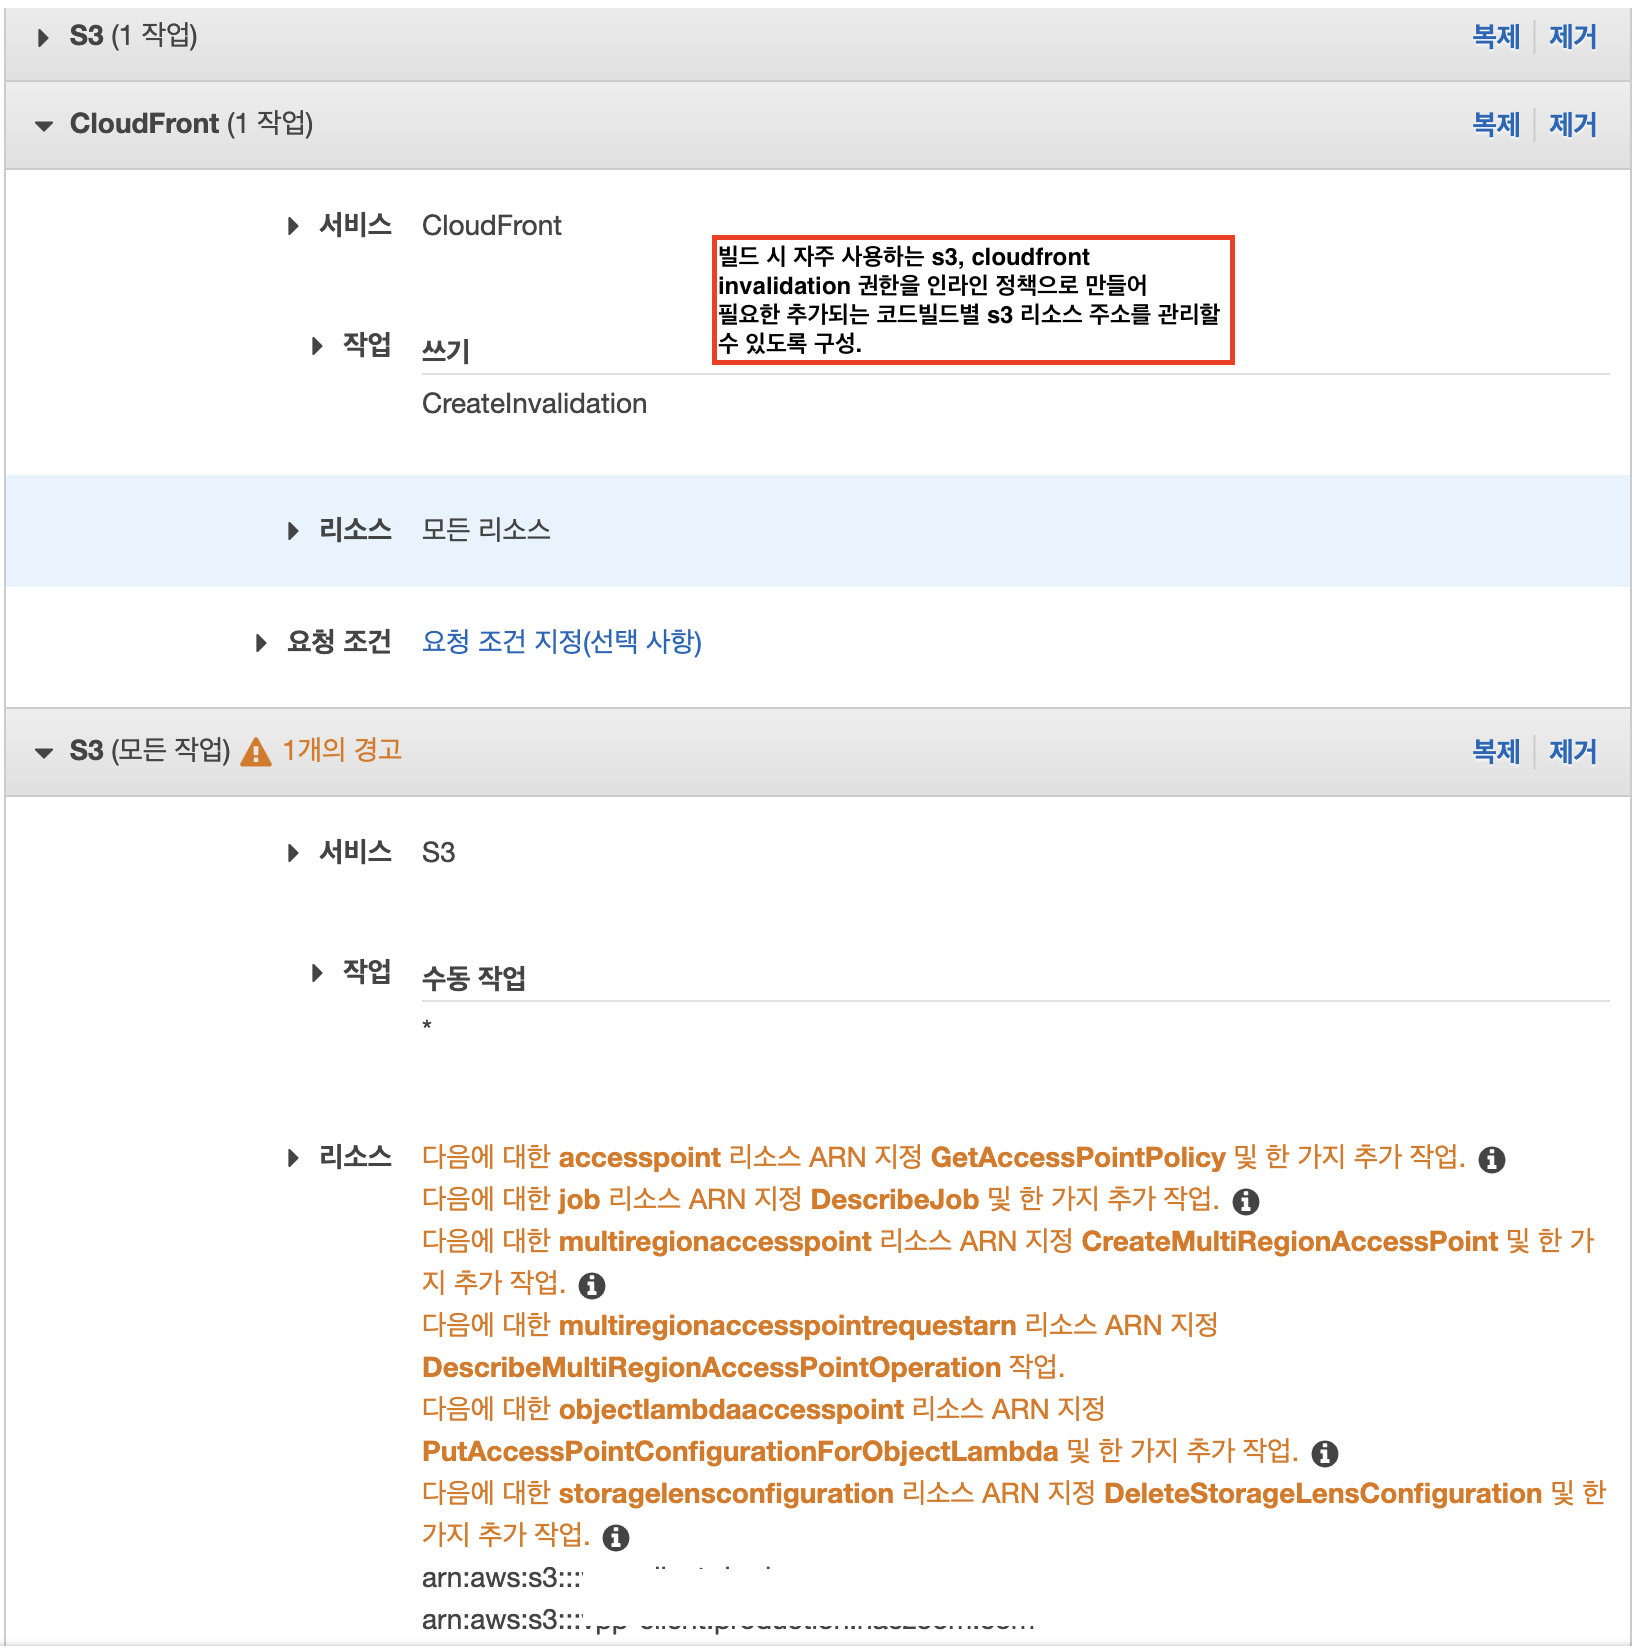 S3 (1 작업) 복제 제거
CloudFront (1 작업) 복제 제거
서비스 CloudFront
빌드 시 자주 사용하는 s3, cloudfront
invalidation 권한을 인라인 정책으로 만들어
필요한 추가되는 코드빌드별 s3 리소스 주소를 관리할
수 있도록 구성.
작업 쓰기
CreateInvalidation
리소스 모든 리소스
요청 조건 요청 조건 지정(선택 사항)
S3 (모든 작업) 1개의 경고 복제 제거
서비스 S3
작업 수동 작업
*
리소스 다음에 대한 accesspoint 리소스 ARN 지정 GetAccessPointPolicy 및 한 가지 추가 작업.
다음에 대한 job 리소스 ARN 지정 DescribeJob 및 한 가지 추가 작업.
다음에 대한 multiregionaccesspoint 리소스 ARN 지정 CreateMultiRegionAccessPoint 및 한 가
지 추가 작업.
다음에 대한 multiregionaccesspointrequestarn 리소스 ARN 지정
DescribeMultiRegionAccessPointOperation 작업.
다음에 대한 objectlambdaaccesspoint 리소스 ARN 지정
PutAccessPointConfigurationForObjectLambda 및 한 가지 추가 작업.
다음에 대한 storagelensconfiguration 리소스 ARN 지정 DeleteStorageLensConfiguration 및 한
가지 추가 작업.
arn:aws:s3:::
arn:aws:s3:::